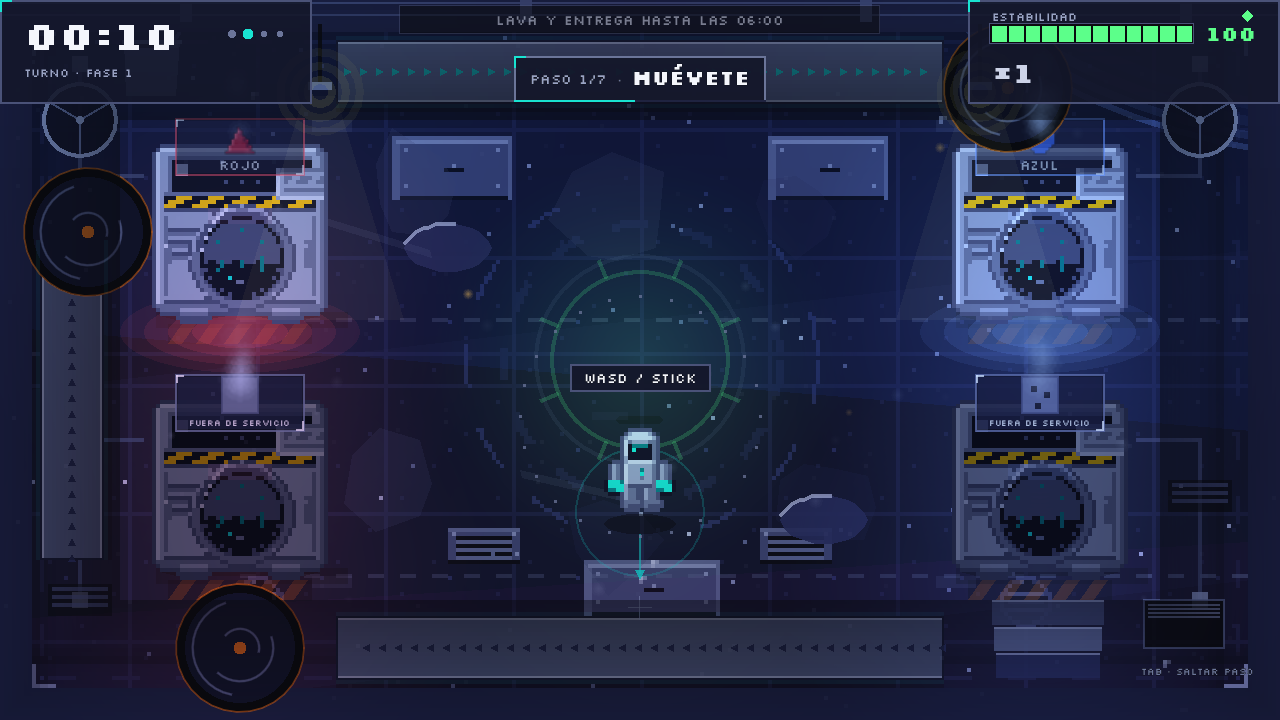 00:10
TURNO · FASE 1
LAVA Y ENTREGA HASTA LAS 06:00
PASO 1/7 · MUÉVETE
ESTABILIDAD
100
x1
ROJO
AZUL
WASD / STICK
FUERA DE SERVICIO
FUERA DE SERVICIO
TAB · SALTAR PASO